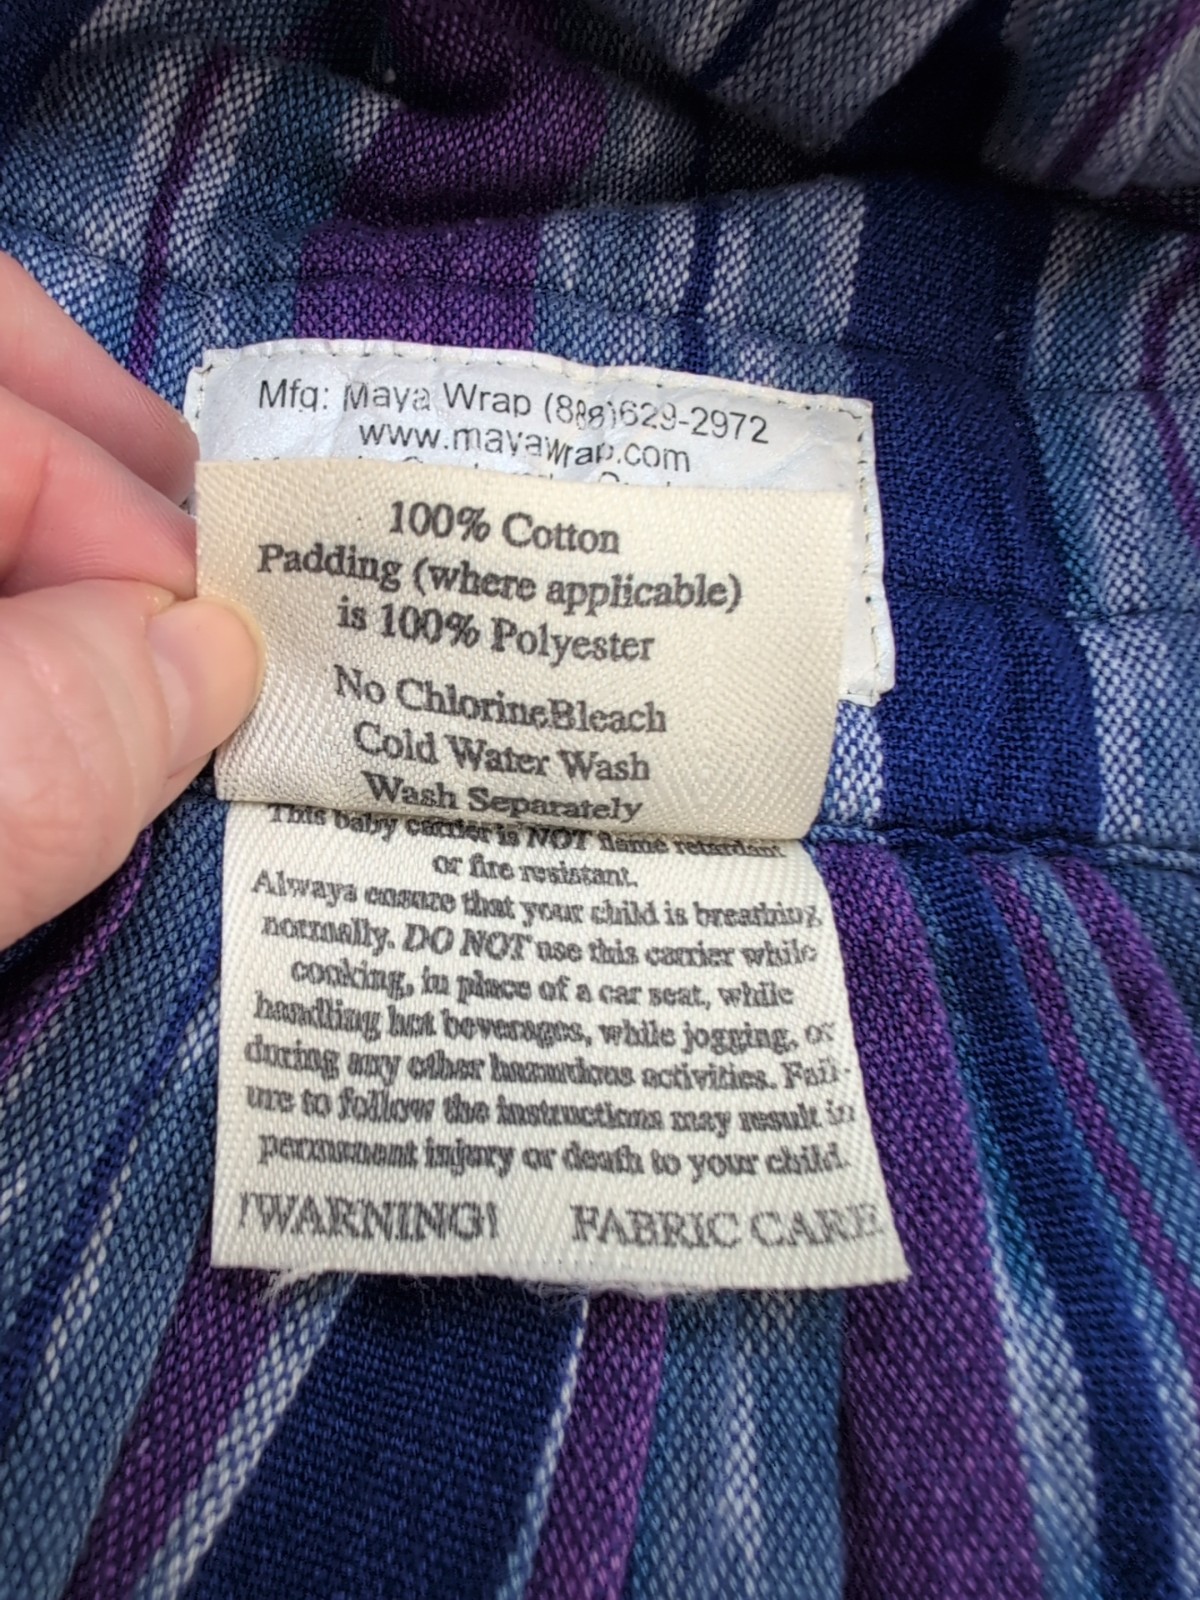 Mfg: Maya Wrap (888)629-2972
www.mayawrap.com
100% Cotton
Padding (where applicable)
is 100% Polyester
No ChlorineBleach
Cold Water Wash
Wash Separately
This baby carrier is NOT flame retardant
or fire resistant.
Always ensure that your child is breathing
normally. DO NOT use this carrier while
cooking, in place of a car seat, while
handling hot beverages, while jogging, or
during any other hazardous activities. Fail-
ure to follow the instructions may result in
permanent injury or death to your child.
!WARNING! FABRIC CARE